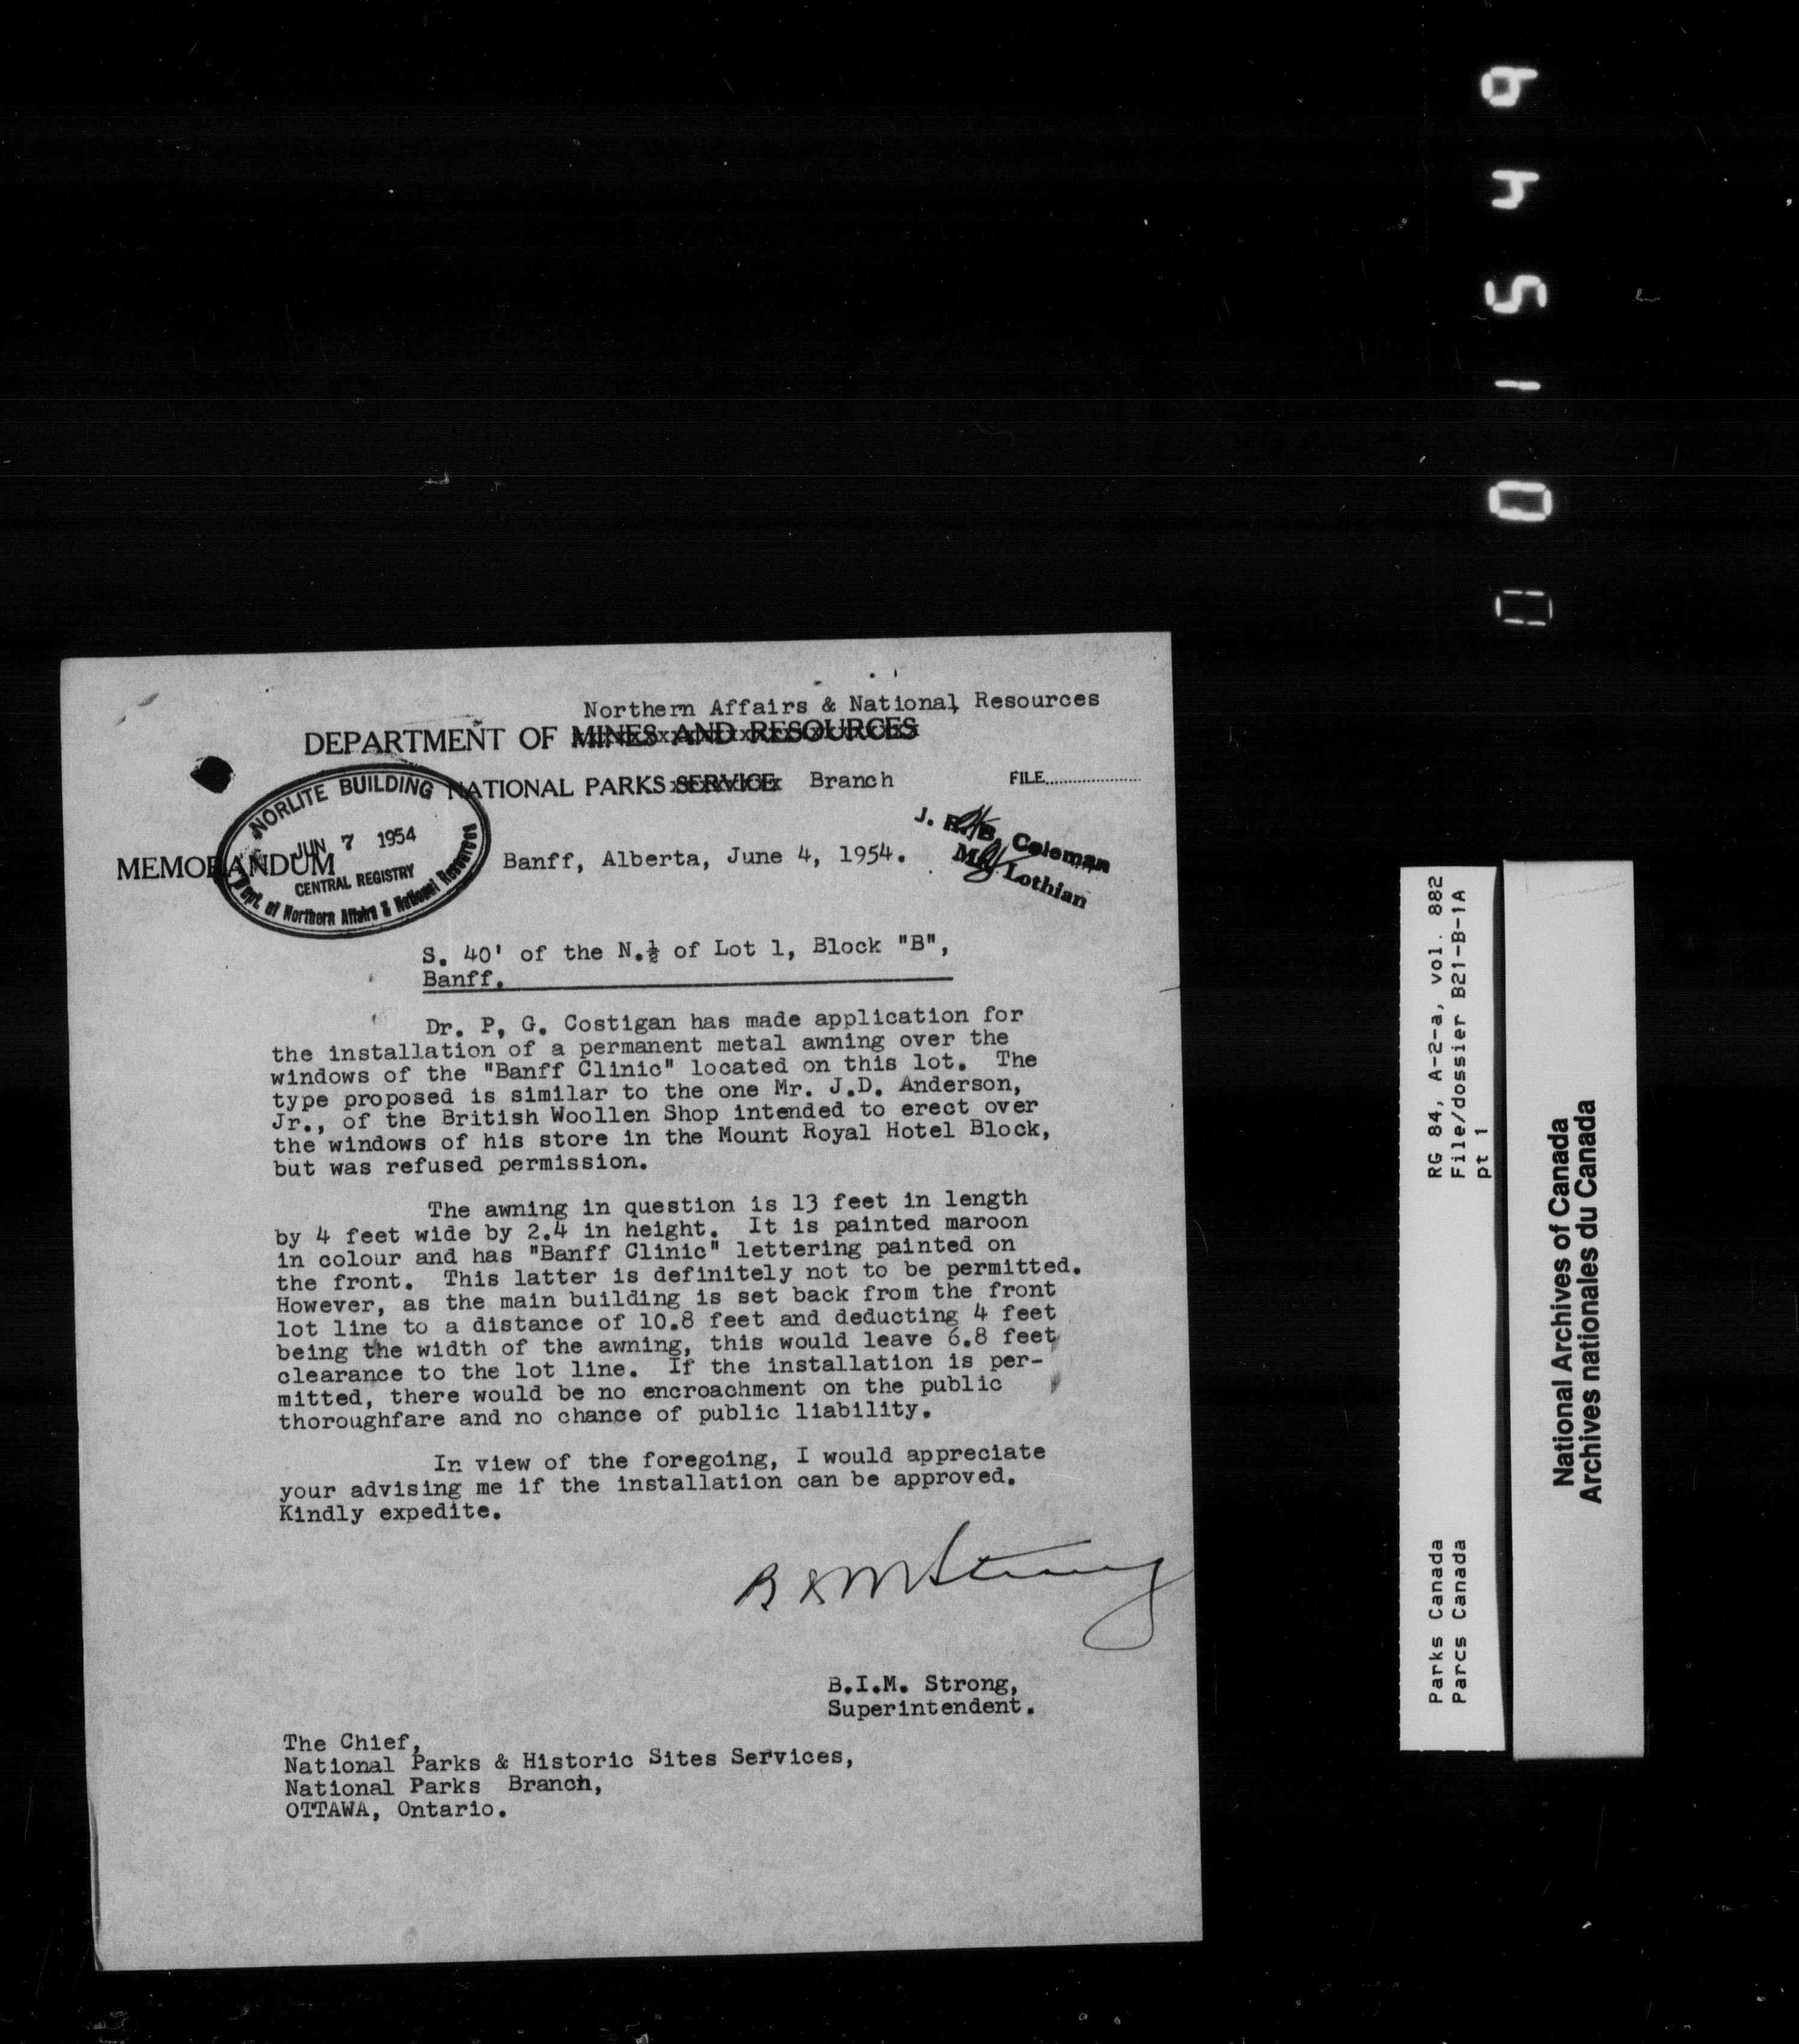 Northern Affairs & National Resources
DEPARTMENT OF MINES AND RESOURCES
NATIONAL PARKS SERVICE Branch
FILE....................
NORLITE BUILDING
JUN 7 1954
CENTRAL REGISTRY
Dept. of Northern Affairs & National Resources
MEMORANDUM
Banff, Alberta, June 4, 1954.
J. R. B. Coleman
Mr. Lothian
S. 40' of the N.½ of Lot 1, Block "B",
Banff.
Dr. P, G. Costigan has made application for
the installation of a permanent metal awning over the
windows of the "Banff Clinic" located on this lot. The
type proposed is similar to the one Mr. J.D. Anderson,
Jr., of the British Woollen Shop intended to erect over
the windows of his store in the Mount Royal Hotel Block,
but was refused permission.
The awning in question is 13 feet in length
by 4 feet wide by 2.4 in height. It is painted maroon
in colour and has "Banff Clinic" lettering painted on
the front. This latter is definitely not to be permitted.
However, as the main building is set back from the front
lot line to a distance of 10.8 feet and deducting 4 feet
being the width of the awning, this would leave 6.8 feet
clearance to the lot line. If the installation is per-
mitted, there would be no encroachment on the public
thoroughfare and no chance of public liability.
In view of the foregoing, I would appreciate
your advising me if the installation can be approved.
Kindly expedite.
B I M Strong
B.I.M. Strong,
Superintendent.
The Chief,
National Parks & Historic Sites Services,
National Parks Branch,
OTTAWA, Ontario.
RG 84, A-2-a, vol. 882
File/dossier B21-B-1A
pt 1
Parks Canada
Parcs Canada
National Archives of Canada
Archives nationales du Canada